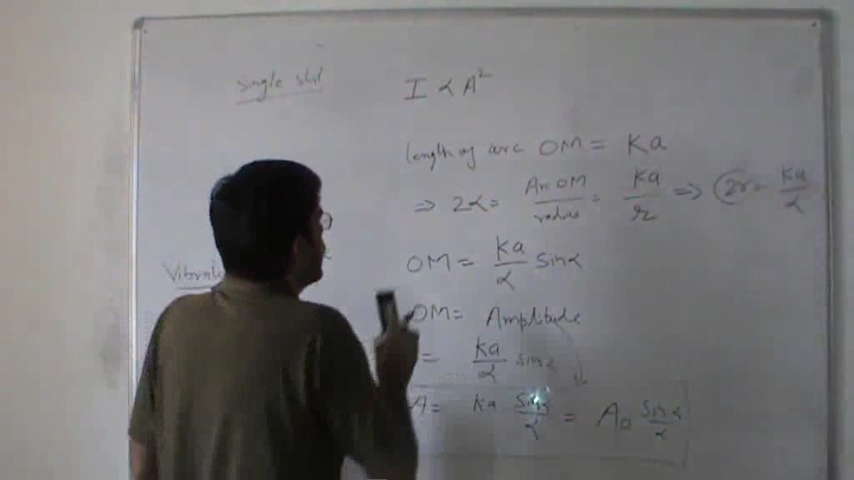 Single slit
I ∝ A²
length of arc OM = Ka
⇒ 2α = Arc OM / radius = Ka / r ⇒ 2r = Ka / α
OM = Ka / α sinα
OM = Amplitude
= Ka / α sinα
A = Ka sinα / α = A₀ sinα / α